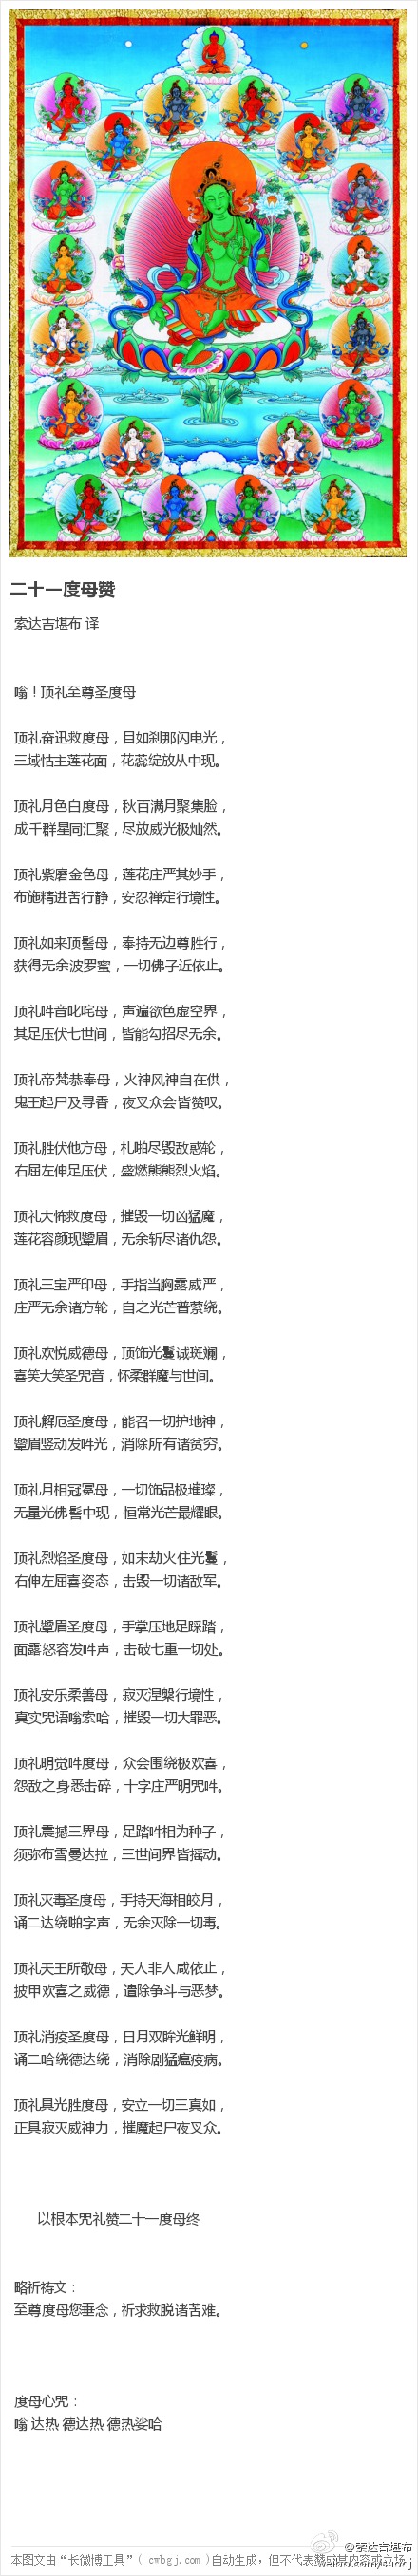 二十一度母赞
索达吉堪布 译
嗡！顶礼至尊圣度母
顶礼奋迅救度母，目如刹那闪电光，
三域怙主莲花面，花蕊绽放从中现。
顶礼月色白度母，秋百满月聚集脸，
成千群星同汇聚，尽放威光极灿然。
顶礼紫磨金色母，莲花庄严其妙手，
布施精进苦行静，安忍禅定行境性。
顶礼如来顶髻母，奉持无边尊胜行，
获得无余波罗蜜，一切佛子近依止。
顶礼吽音叱咤母，声遍欲色虚空界，
其足压伏七世间，皆能勾招尽无余。
顶礼帝梵恭奉母，火神风神自在供，
鬼王起尸及寻香，夜叉众会皆赞叹。
顶礼胜伏他方母，札啪尽毁敌惑轮，
右屈左伸足压伏，盛燃熊熊烈火焰。
顶礼大怖救度母，摧毁一切凶猛魔，
莲花容颜现颦眉，无余斩尽诸仇怨。
顶礼三宝严印母，手指当胸露威严，
庄严无余诸方轮，自之光芒普萦绕。
顶礼欢悦威德母，顶饰光鬘诚斑斓，
喜笑大笑圣咒音，怀柔群魔与世间。
顶礼解厄圣度母，能召一切护地神，
颦眉竖动发吽光，消除所有诸贫穷。
顶礼月相冠冕母，一切饰品极璀璨，
无量光佛髻中现，恒常光芒最耀眼。
顶礼烈焰圣度母，如末劫火住光鬘，
右伸左屈喜姿态，击毁一切诸敌军。
顶礼颦眉圣度母，手掌压地足踩踏，
面露怒容发吽声，击破七重一切处。
顶礼安乐柔善母，寂灭涅槃行境性，
真实咒语嗡索哈，摧毁一切大罪恶。
顶礼明觉吽度母，众会围绕极欢喜，
怨敌之身悉击碎，十字庄严明咒吽。
顶礼震撼三界母，足踏吽相为种子，
须弥布雪曼达拉，三世间界皆摇动。
顶礼灭毒圣度母，手持天海相皎月，
诵二达绕啪字声，无余灭除一切毒。
顶礼天王所敬母，天人非人咸依止，
披甲欢喜之威德，遣除争斗与恶梦。
顶礼消疫圣度母，日月双眸光鲜明，
诵二哈绕德达绕，消除剧猛瘟疫病。
顶礼具光胜度母，安立一切三真如，
正具寂灭威神力，摧魔起尸夜叉众。
以根本咒礼赞二十一度母终
略祈祷文：
至尊度母您垂念，祈求救脱诸苦难。
度母心咒：
嗡 达热 德达热 德热娑哈
@索达吉堪布
本图文由“长微博工具”( cwbgj.com )自动生成，但不代表赞成其内容或立场！
weibo.com/suodj